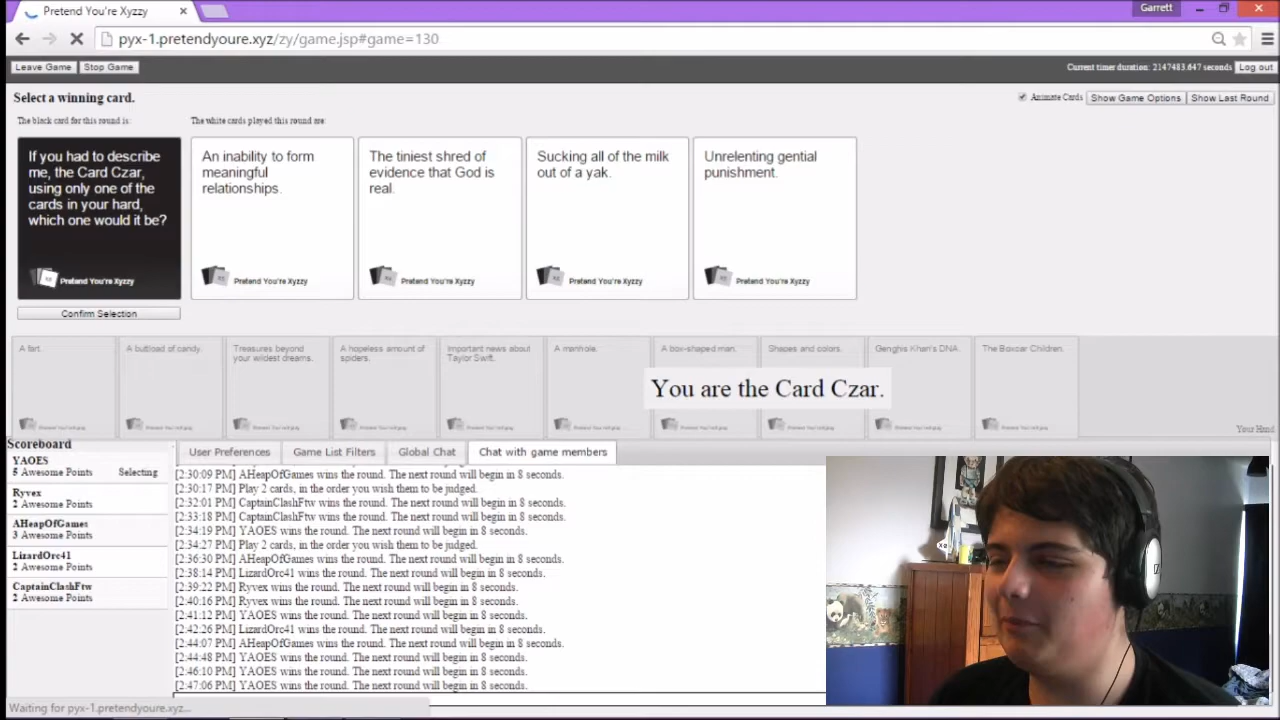 Pretend You're Xyzzy
Garrett
pyx-1.pretendyoure.xyz/zy/game.jsp#game=130
Leave Game Stop Game
Current timer duration: 2147483.647 seconds Log out
Select a winning card.
Animate Cards Show Game Options Show Last Round
The black card for this round is: The white cards played this round are:
If you had to describe
me, the Card Czar,
using only one of the
cards in your hard,
which one would it be?
Pretend You're Xyzzy
An inability to form
meaningful
relationships.
Pretend You're Xyzzy
The tiniest shred of
evidence that God is
real.
Pretend You're Xyzzy
Sucking all of the milk
out of a yak.
Pretend You're Xyzzy
Unrelenting gential
punishment.
Pretend You're Xyzzy
Confirm Selection
A fart.
A buttload of candy.
Treasures beyond
your wildest dreams.
A hopeless amount of
spiders.
Important news about
Taylor Swift.
A manhole.
A box-shaped man.
Shapes and colors.
Genghis Khan's DNA.
The Boxcar Children.
You are the Card Czar.
Your Hand
Scoreboard
YAOES
5 Awesome Points Selecting
Ryvex
2 Awesome Points
AHeapOfGames
3 Awesome Points
LizardOrc41
2 Awesome Points
CaptainClashFtw
2 Awesome Points
User Preferences Game List Filters Global Chat Chat with game members
[2:30:09 PM] AHeapOfGames wins the round. The next round will begin in 8 seconds.
[2:30:17 PM] Play 2 cards, in the order you wish them to be judged.
[2:32:01 PM] CaptainClashFtw wins the round. The next round will begin in 8 seconds.
[2:33:18 PM] CaptainClashFtw wins the round. The next round will begin in 8 seconds.
[2:34:19 PM] YAOES wins the round. The next round will begin in 8 seconds.
[2:34:27 PM] Play 2 cards, in the order you wish them to be judged.
[2:36:30 PM] AHeapOfGames wins the round. The next round will begin in 8 seconds.
[2:38:14 PM] LizardOrc41 wins the round. The next round will begin in 8 seconds.
[2:39:22 PM] Ryvex wins the round. The next round will begin in 8 seconds.
[2:40:16 PM] Ryvex wins the round. The next round will begin in 8 seconds.
[2:41:12 PM] YAOES wins the round. The next round will begin in 8 seconds.
[2:42:26 PM] LizardOrc41 wins the round. The next round will begin in 8 seconds.
[2:44:07 PM] AHeapOfGames wins the round. The next round will begin in 8 seconds.
[2:44:48 PM] YAOES wins the round. The next round will begin in 8 seconds.
[2:46:10 PM] YAOES wins the round. The next round will begin in 8 seconds.
[2:47:06 PM] YAOES wins the round. The next round will begin in 8 seconds.
Waiting for pyx-1.pretendyoure.xyz...